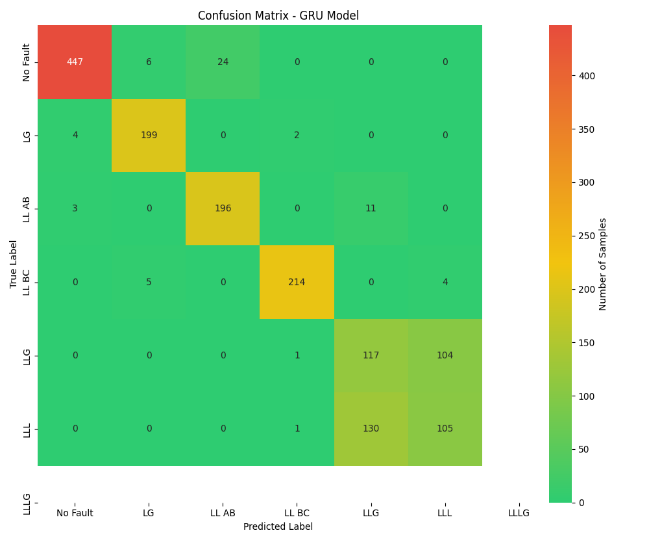 Confusion Matrix - GRU Model
No Fault 447 6 24 0 0 0
LG 4 199 0 2 0 0
LL AB 3 0 196 0 11 0
LL BC 0 5 0 214 0 4
LLG 0 0 0 1 117 104
LLL 0 0 0 1 130 105
LLLG
True Label
No Fault LG LL AB LL BC LLG LLL LLLG
Predicted Label
400
350
300
250
200
150
100
50
0
Number of Samples